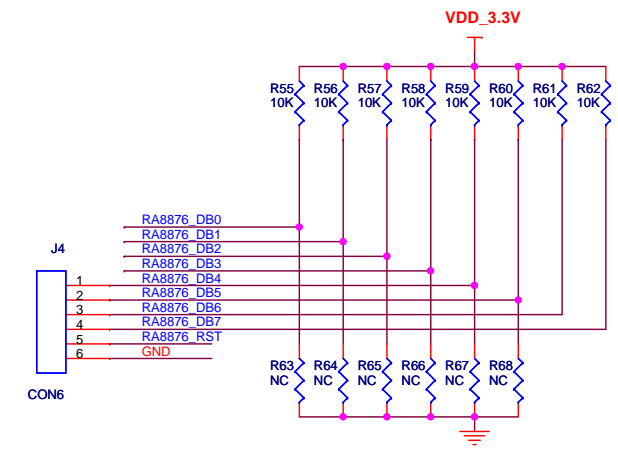 VDD_3.3V
R55 R56 R57 R58 R59 R60 R61 R62
10K 10K 10K 10K 10K 10K 10K 10K
RA8876_DB0
RA8876_DB1
RA8876_DB2
J4
RA8876_DB3
1 RA8876_DB4
2 RA8876_DB5
3 RA8876_DB6
4 RA8876_DB7
5 RA8876_RST
6 GND
R63 R64 R65 R66 R67 R68
NC NC NC NC NC NC
CON6